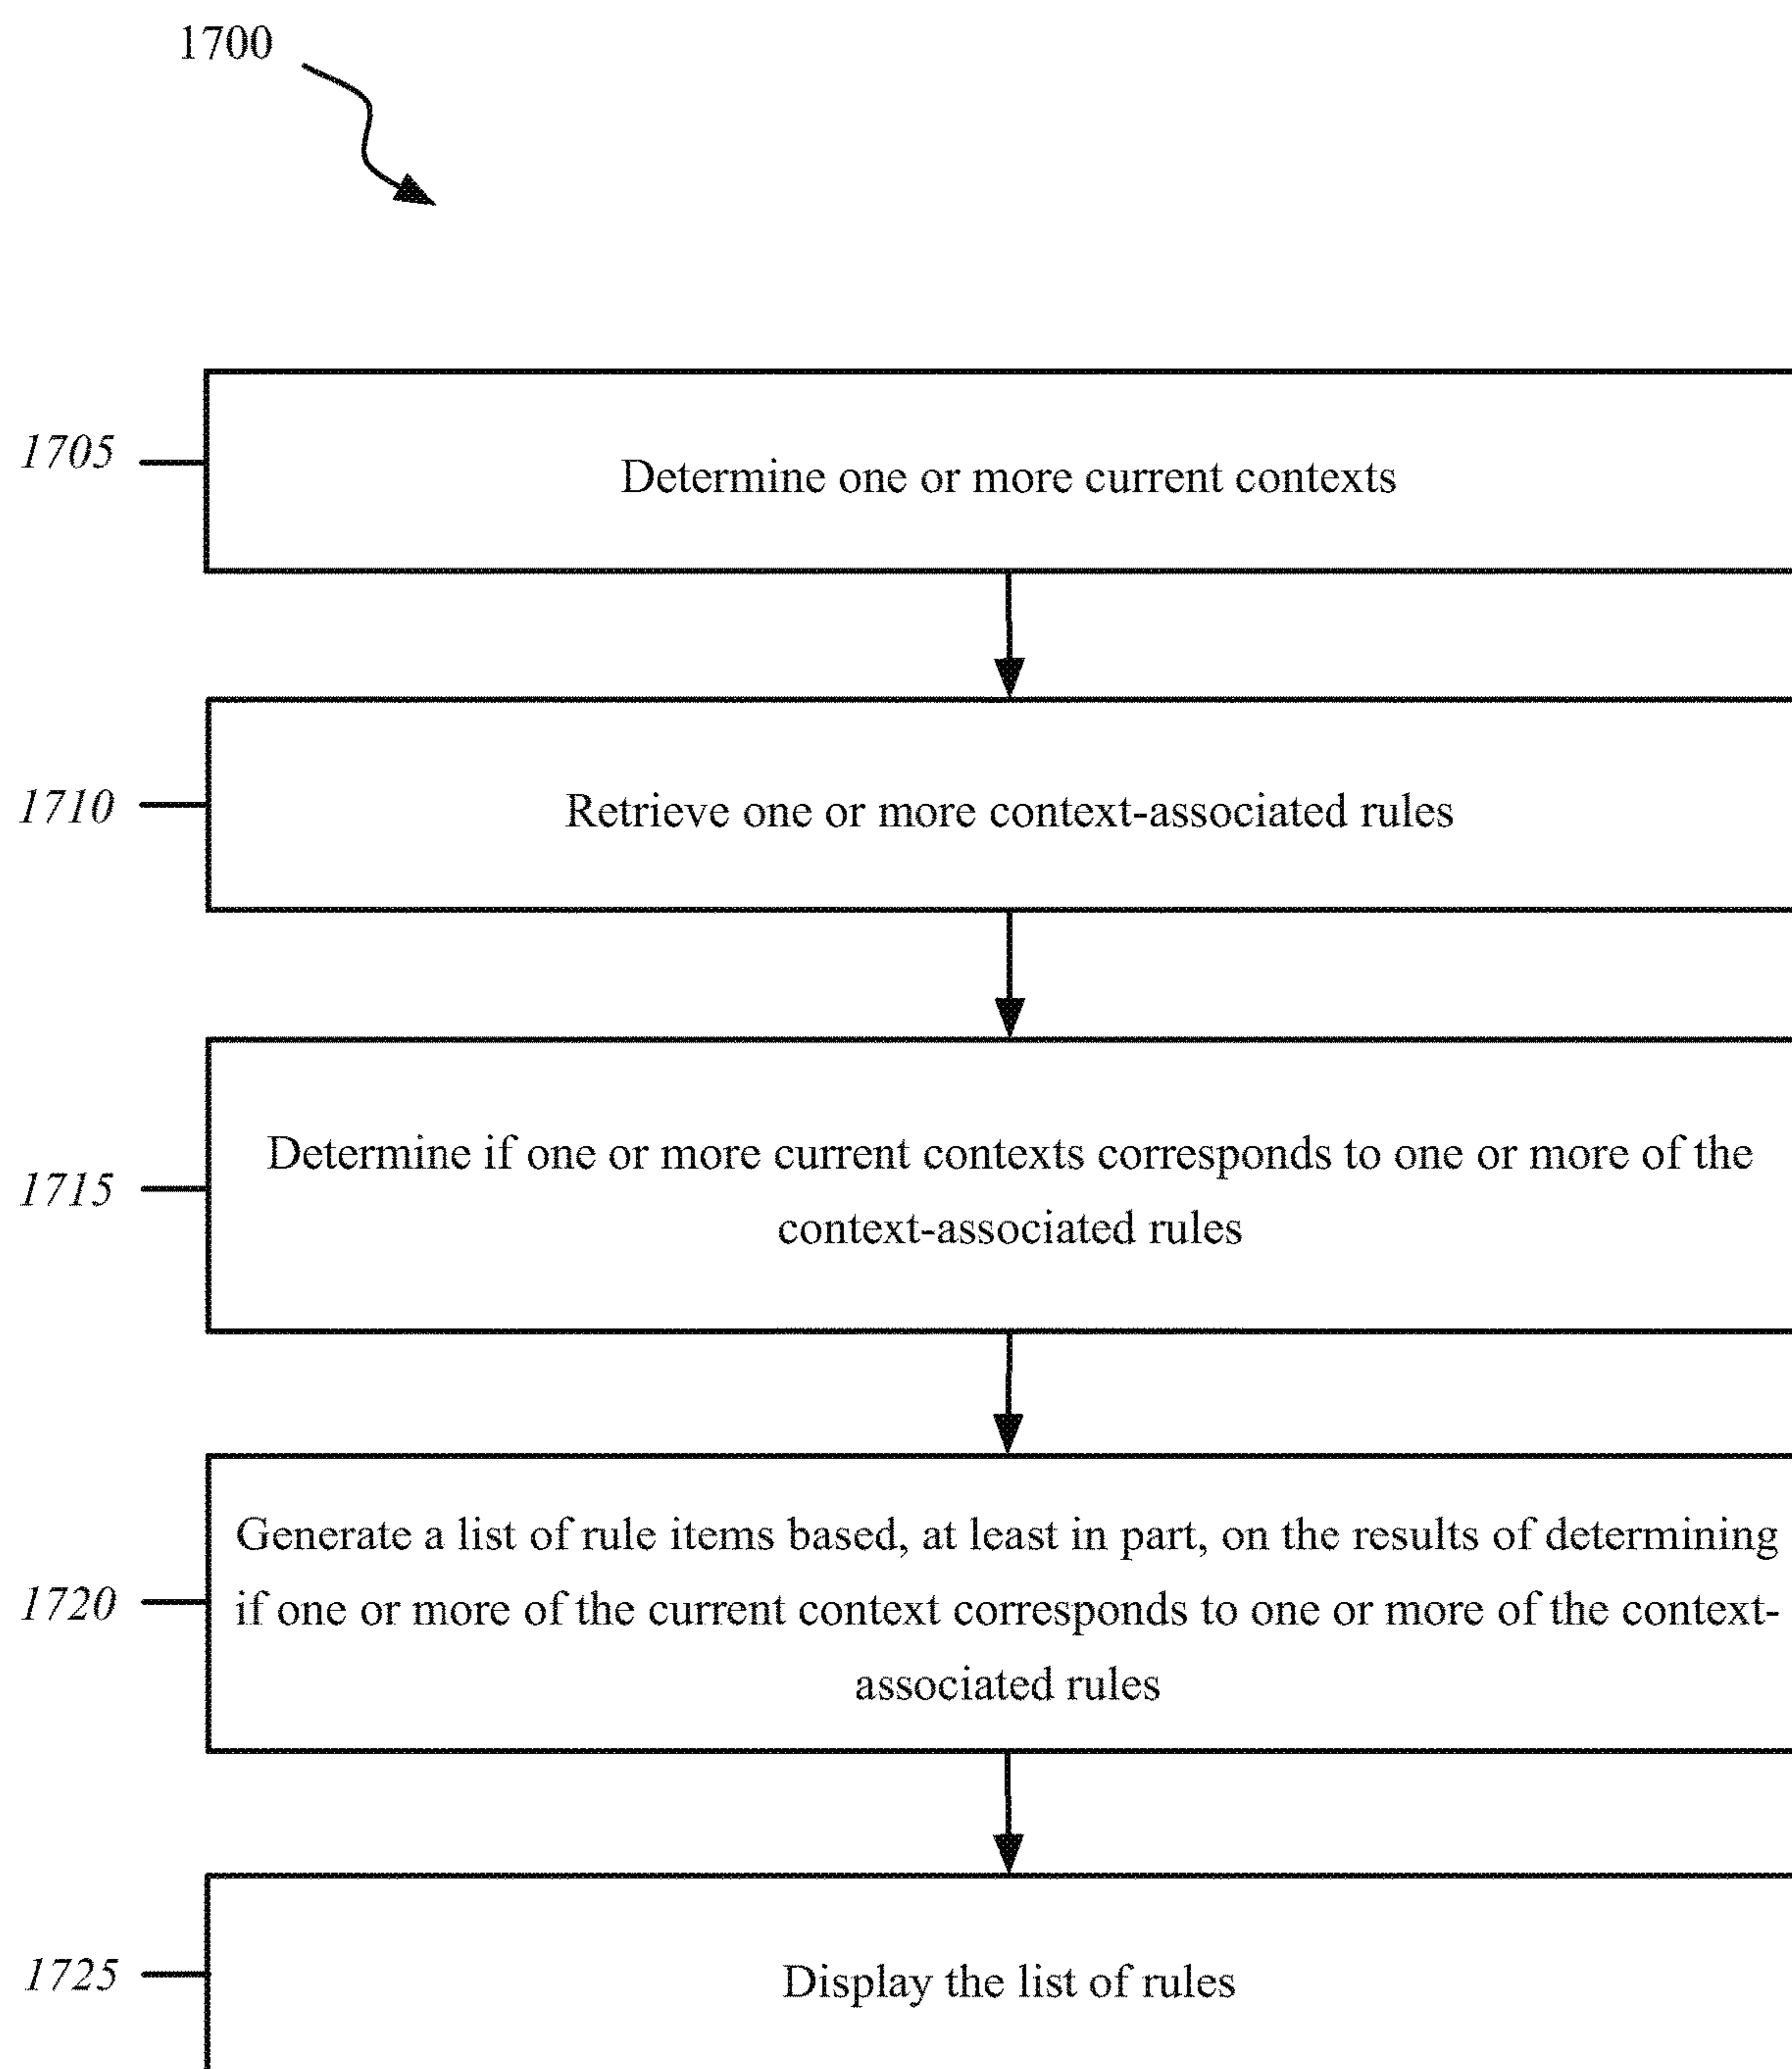 1700
1705
Determine one or more current contexts
1710
Retrieve one or more context-associated rules
1715
Determine if one or more current contexts corresponds to one or more of the
context-associated rules
1720
Generate a list of rule items based, at least in part, on the results of determining
if one or more of the current context corresponds to one or more of the context-
associated rules
1725
Display the list of rules